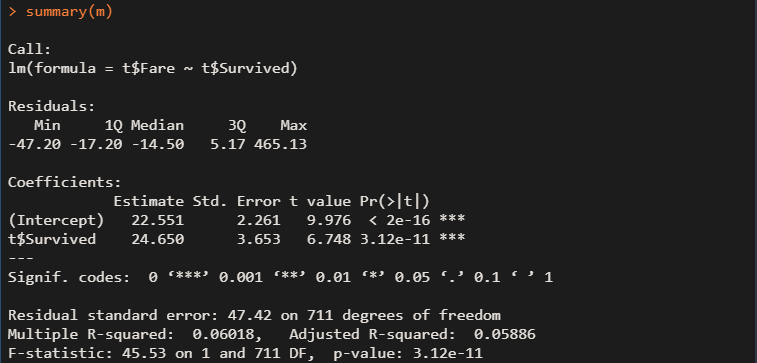 > summary(m)
Call:
lm(formula = t$Fare ~ t$Survived)
Residuals:
Min 1Q Median 3Q Max
-47.20 -17.20 -14.50 5.17 465.13
Coefficients:
Estimate Std. Error t value Pr(>|t|)
(Intercept) 22.551 2.261 9.976 < 2e-16 ***
t$Survived 24.650 3.653 6.748 3.12e-11 ***
---
Signif. codes: 0 ‘***’ 0.001 ‘**’ 0.01 ‘*’ 0.05 ‘.’ 0.1 ‘ ’ 1
Residual standard error: 47.42 on 711 degrees of freedom
Multiple R-squared: 0.06018, Adjusted R-squared: 0.05886
F-statistic: 45.53 on 1 and 711 DF, p-value: 3.12e-11